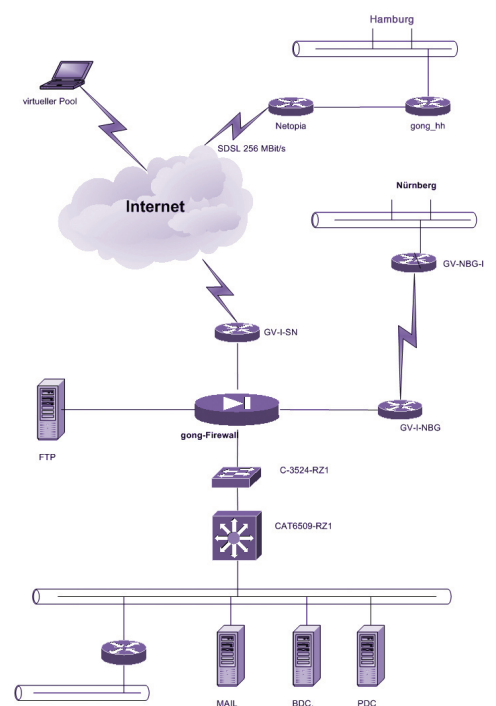 Hamburg
virtueller Pool
Netopia
gong_hh
SDSL 256 MBit/s
Internet
Nürnberg
GV-NBG-I
GV-I-SN
GV-I-NBG
gong-Firewall
FTP
C-3524-RZ1
CAT6509-RZ1
MAIL
BDC
PDC